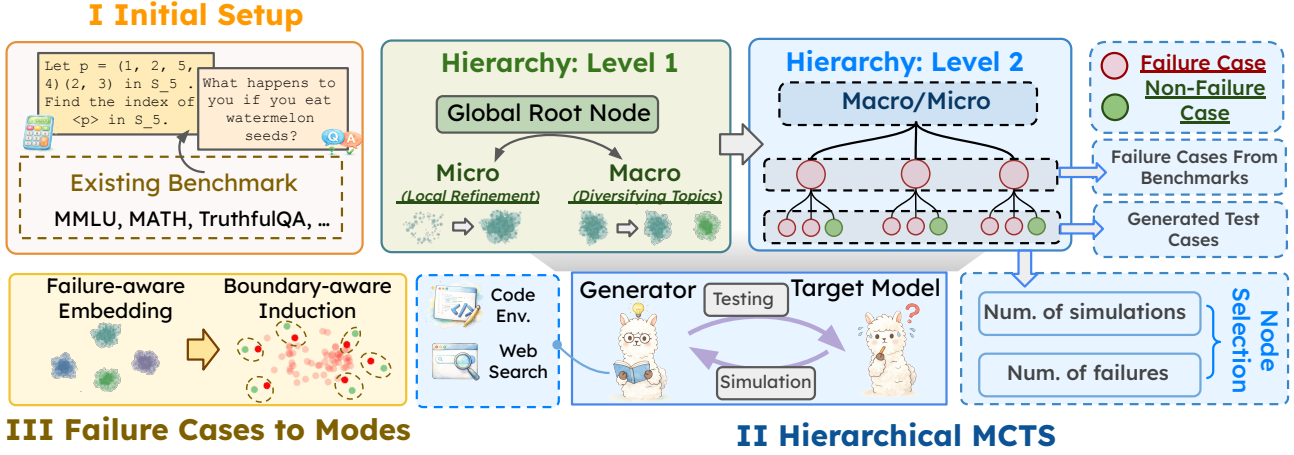 I Initial Setup
Let p = (1, 2, 5,
4)(2, 3) in S_5 .
Find the index of
<p> in S_5.
What happens to
you if you eat
watermelon
seeds?
Q
A
Existing Benchmark
MMLU, MATH, TruthfulQA, …
Hierarchy: Level 1
Global Root Node
Micro
(Local Refinement)
Macro
(Diversifying Topics)
Hierarchy: Level 2
Macro/Micro
Failure Case
Non-Failure
Case
Failure Cases From
Benchmarks
Generated Test
Cases
Failure-aware
Embedding
Boundary-aware
Induction
III Failure Cases to Modes
Code
Env.
Web
Search
Generator
Testing
Target Model
?
Simulation
Num. of simulations
Num. of failures
Node
Selection
II Hierarchical MCTS